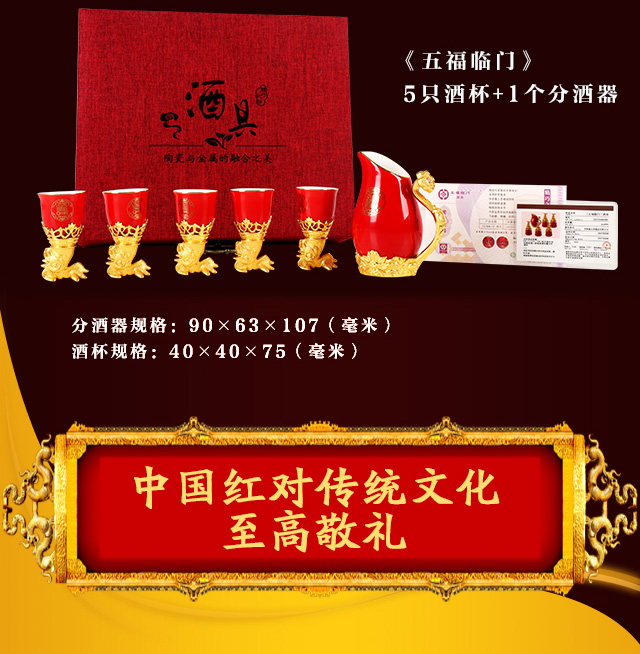 《五福临门》
5只酒杯+1个分酒器
酒具
陶瓷与金属的融合之美
分酒器规格：90×63×107（毫米）
酒杯规格：40×40×75（毫米）
中国红对传统文化
至高敬礼